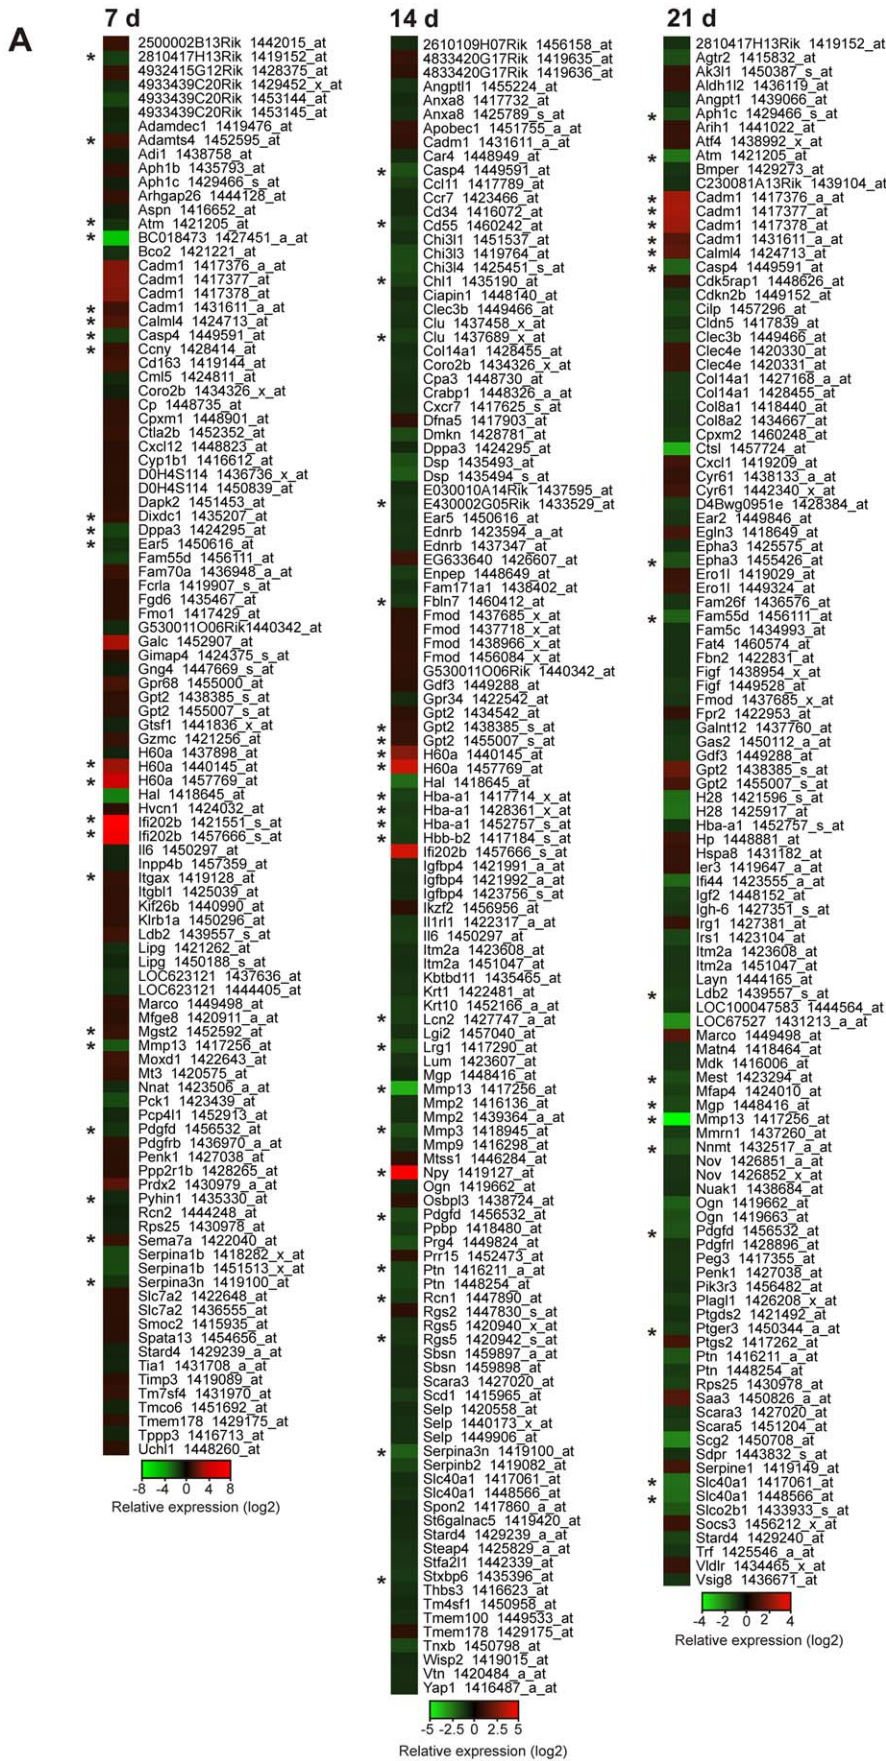 A
7 d
2500002B13Rik 1442015_at
* 2810417H13Rik 1419152_at
4932415G12Rik 1428375_at
4933439C20Rik 1429452_x_at
4933439C20Rik 1453144_at
4933439C20Rik 1453145_at
Adamdec1 1419476_at
* Adamts4 1452595_at
Adi1 1438758_at
Aph1b 1435793_at
Aph1c 1429466_s_at
Arhgap26 1444128_at
Aspn 1416652_at
* Atm 1421205_at
* BC018473 1427451_a_at
Bco2 1421221_at
Cadm1 1417376_a_at
Cadm1 1417377_at
Cadm1 1417378_at
* Cadm1 1431611_a_at
* Calml4 1424713_at
* Casp4 1449591_at
* Ccny 1428414_at
Cd163 1419144_at
Cml5 1424811_at
Coro2b 1434326_x_at
Cp 1448735_at
Cpxm1 1448901_at
Ctla2b 1452352_at
Cxcl12 1448823_at
Cyp1b1 1416612_at
D0H4S114 1436736_x_at
D0H4S114 1450839_at
Dapk2 1451453_at
* Dixdc1 1435207_at
* Dppa3 1424295_at
* Ear5 1450616_at
Fam55d 1456111_at
Fam70a 1436948_a_at
Fcrla 1419907_s_at
Fgd6 1435467_at
Fmo1 1417429_at
G530011O06Rik1440342_at
Galc 1452907_at
Gimap4 1424375_s_at
Gng4 1447669_s_at
Gpr68 1455000_at
Gpt2 1438385_s_at
Gpt2 1455007_s_at
Gtsf1 1441836_x_at
Gzmc 1421256_at
H60a 1437898_at
* H60a 1440145_at
* H60a 1457769_at
Hal 1418645_at
Hvcn1 1424032_at
* Ifi202b 1421551_s_at
* Ifi202b 1457666_s_at
Il6 1450297_at
Inpp4b 1457359_at
* Itgax 1419128_at
Itgbl1 1425039_at
Kif26b 1440990_at
Klrb1a 1450296_at
Ldb2 1439557_s_at
Lipg 1421262_at
Lipg 1450188_s_at
LOC623121 1437636_at
LOC623121 1444405_at
Marco 1449498_at
Mfge8 1420911_a_at
* Mgst2 1452592_at
* Mmp13 1417256_at
Moxd1 1422643_at
Mt3 1420575_at
Nnat 1423506_a_at
Pck1 1423439_at
Pcp4l1 1452913_at
* Pdgfd 1456532_at
Pdgfrb 1436970_a_at
Penk1 1427038_at
Ppp2r1b 1428265_at
Prdx2 1430979_a_at
* Pyhin1 1435330_at
Rcn2 1444248_at
Rps25 1430978_at
* Sema7a 1422040_at
Serpina1b 1418282_x_at
Serpina1b 1451513_x_at
* Serpina3n 1419100_at
Slc7a2 1422648_at
Slc7a2 1436555_at
Smoc2 1415935_at
Spata13 1454656_at
Stard4 1429239_a_at
Tia1 1431708_a_at
Timp3 1419089_at
Tm7sf4 1431970_at
Tmco6 1451692_at
Tmem178 1429175_at
Tppp3 1416713_at
Uchl1 1448260_at
-8 -4 0 4 8
Relative expression (log2)
14 d
2610109H07Rik 1456158_at
4833420G17Rik 1419635_at
4833420G17Rik 1419636_at
Angptl1 1455224_at
Anxa8 1417732_at
Anxa8 1425789_s_at
Apobec1 1451755_a_at
Cadm1 1431611_a_at
Car4 1448949_at
* Casp4 1449591_at
Ccl11 1417789_at
Ccr7 1423466_at
Cd34 1416072_at
* Cd55 1460242_at
Chi3l1 1451537_at
Chi3l3 1419764_at
Chi3l4 1425451_s_at
* Chl1 1435190_at
Ciapin1 1448140_at
Clec3b 1449466_at
Clu 1437458_x_at
* Clu 1437689_x_at
Col14a1 1428455_at
Coro2b 1434326_x_at
Cpa3 1448730_at
Crabp1 1448326_a_at
Cxcr7 1417625_s_at
Dfna5 1417903_at
Dmkn 1428781_at
Dppa3 1424295_at
Dsp 1435493_at
Dsp 1435494_s_at
E030010A14Rik 1437595_at
* E430002G05Rik 1433529_at
Ear5 1450616_at
Ednrb 1423594_a_at
Ednrb 1437347_at
EG633640 1426607_at
Enpep 1448649_at
Fam171a1 1438402_at
* Fbln7 1460412_at
Fmod 1437685_x_at
Fmod 1437718_x_at
Fmod 1438966_x_at
Fmod 1456084_x_at
G530011O06Rik 1440342_at
Gdf3 1449288_at
Gpr34 1422542_at
Gpt2 1434542_at
* Gpt2 1438385_s_at
* Gpt2 1455007_s_at
* H60a 1440145_at
* H60a 1457769_at
Hal 1418645_at
* Hba-a1 1417714_x_at
* Hba-a1 1428361_x_at
* Hba-a1 1452757_s_at
* Hbb-b2 1417184_s_at
Ifi202b 1457666_s_at
Igfbp4 1421991_a_at
Igfbp4 1421992_a_at
Igfbp4 1423756_s_at
Ikzf2 1456956_at
Il1rl1 1422317_a_at
Il6 1450297_at
Itm2a 1423608_at
Itm2a 1451047_at
Kbtbd11 1435465_at
Krt1 1422481_at
Krt10 1452166_a_at
* Lcn2 1427747_a_at
Lgi2 1457040_at
* Lrg1 1417290_at
Lum 1423607_at
Mgp 1448416_at
* Mmp13 1417256_at
Mmp2 1416136_at
Mmp2 1439364_a_at
* Mmp3 1418945_at
Mmp9 1416298_at
Mtss1 1446284_at
* Npy 1419127_at
Ogn 1419662_at
Osbpl3 1438724_at
* Pdgfd 1456532_at
Ppbp 1418480_at
Prg4 1449824_at
Prr15 1452473_at
* Ptn 1416211_a_at
Ptn 1448254_at
* Rcn1 1447890_at
Rgs2 1447830_s_at
Rgs5 1420940_x_at
* Rgs5 1420942_s_at
Sbsn 1459897_a_at
Sbsn 1459898_at
Scara3 1427020_at
Scd1 1415965_at
Selp 1420558_at
Selp 1440173_x_at
Selp 1449906_at
* Serpina3n 1419100_at
Serpinb2 1419082_at
Slc40a1 1417061_at
Slc40a1 1448566_at
Spon2 1417860_a_at
St6galnac5 1419420_at
Stard4 1429239_a_at
Steap4 1425829_a_at
Stfa2l1 1442339_at
* Stxbp6 1435396_at
Thbs3 1416623_at
Tm4sf1 1450958_at
Tmem100 1449533_at
Tmem178 1429175_at
Tnxb 1450798_at
Wisp2 1419015_at
Vtn 1420484_a_at
Yap1 1416487_a_at
-5 -2.5 0 2.5 5
Relative expression (log2)
21 d
2810417H13Rik 1419152_at
Agtr2 1415832_at
Ak3l1 1450387_s_at
Aldh1l2 1436119_at
Angpt1 1439066_at
* Aph1c 1429466_s_at
Arih1 1441022_at
Atf4 1438992_x_at
* Atm 1421205_at
Bmper 1429273_at
C230081A13Rik 1439104_at
* Cadm1 1417376_a_at
* Cadm1 1417377_at
* Cadm1 1417378_at
* Cadm1 1431611_a_at
* Calml4 1424713_at
* Casp4 1449591_at
Cdk5rap1 1448626_at
Cdkn2b 1449152_at
Cilp 1457296_at
Cldn5 1417839_at
Clec3b 1449466_at
Clec4e 1420330_at
Clec4e 1420331_at
Col14a1 1427168_a_at
Col14a1 1428455_at
Col8a1 1418440_at
Col8a2 1434667_at
Cpxm2 1460248_at
Ctsl 1457724_at
Cxcl1 1419209_at
Cyr61 1438133_a_at
Cyr61 1442340_x_at
D4Bwg0951e 1428384_at
Ear2 1449846_at
Egln3 1418649_at
Epha3 1425575_at
* Epha3 1455426_at
Ero1l 1419029_at
Ero1l 1449324_at
Fam26f 1436576_at
* Fam55d 1456111_at
Fam5c 1434993_at
Fat4 1460574_at
Fbn2 1422831_at
Figf 1438954_x_at
Figf 1449528_at
Fmod 1437685_x_at
Fpr2 1422953_at
Galnt12 1437760_at
Gas2 1450112_a_at
Gdf3 1449288_at
Gpt2 1438385_s_at
Gpt2 1455007_s_at
H28 1421596_s_at
H28 1425917_at
Hba-a1 1452757_s_at
Hp 1448881_at
Hspa8 1431182_at
Ier3 1419647_a_at
Ifi44 1423555_a_at
Igf2 1448152_at
Igh-6 1427351_s_at
Irg1 1427381_at
Irs1 1423104_at
Itm2a 1423608_at
Itm2a 1451047_at
Layn 1444165_at
* Ldb2 1439557_s_at
LOC100047583 1444564_at
LOC67527 1431213_a_at
Marco 1449498_at
Matn4 1418464_at
Mdk 1416006_at
* Mest 1423294_at
Mfap4 1424010_at
* Mgp 1448416_at
* Mmp13 1417256_at
Mmrn1 1437260_at
* Nnmt 1432517_a_at
Nov 1426851_a_at
Nov 1426852_x_at
Nuak1 1438684_at
Ogn 1419662_at
Ogn 1419663_at
* Pdgfd 1456532_at
Pdgfrl 1428896_at
Peg3 1417355_at
Penk1 1427038_at
Pik3r3 1456482_at
Plagl1 1426208_x_at
Ptgds2 1421492_at
* Ptger3 1450344_a_at
Ptgs2 1417262_at
Ptn 1416211_a_at
Ptn 1448254_at
Rps25 1430978_at
Saa3 1450826_a_at
Scara3 1427020_at
Scara5 1451204_at
Scg2 1450708_at
Sdpr 1443832_s_at
Serpine1 1419149_at
* Slc40a1 1417061_at
* Slc40a1 1448566_at
Slco2b1 1433933_s_at
Socs3 1456212_x_at
Stard4 1429240_at
Trf 1425546_a_at
Vldlr 1434465_x_at
Vsig8 1436671_at
-4 -2 0 2 4
Relative expression (log2)